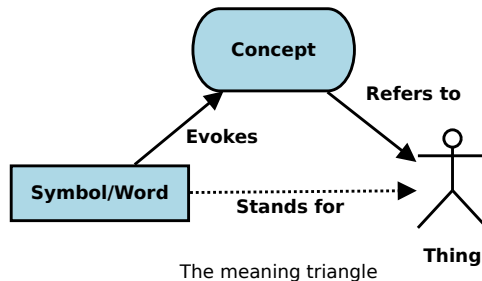 Concept
Refers to
Evokes
Symbol/Word
Stands for
Thing
The meaning triangle